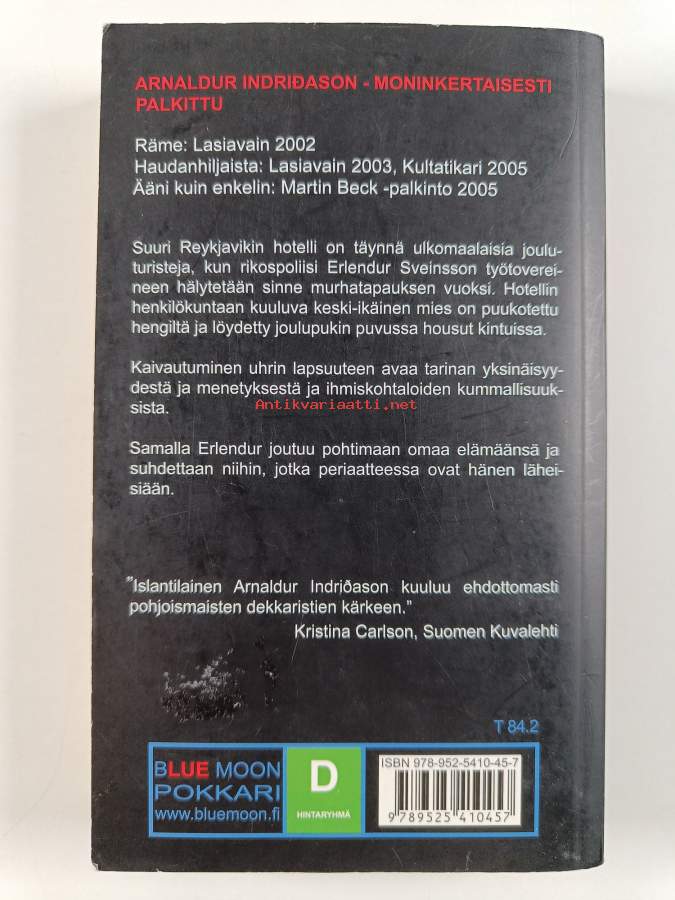 ARNALDUR INDRIÐASON - MONINKERTAISESTI
PALKITTU
Räme: Lasiavain 2002
Haudanhiljaista: Lasiavain 2003, Kultatikari 2005
Ääni kuin enkelin: Martin Beck -palkinto 2005
Suuri Reykjavikin hotelli on täynnä ulkomaalaisia joulu-
turisteja, kun rikospoliisi Erlendur Sveinsson työtoverei-
neen hälytetään sinne murhatapauksen vuoksi. Hotellin
henkilökuntaan kuuluva keski-ikäinen mies on puukotettu
hengiltä ja löydetty joulupukin puvussa housut kintuissa.
Kaivautuminen uhrin lapsuuteen avaa tarinan yksinäisyy-
destä ja menetyksestä ja ihmiskohtaloiden kummallisuuk-
sista.
Antikvariaatti.net
Samalla Erlendur joutuu pohtimaan omaa elämäänsä ja
suhdettaan niihin, jotka periaatteessa ovat hänen lähei-
siään.
"Islantilainen Arnaldur Indriðason kuuluu ehdottomasti
pohjoismaisten dekkaristien kärkeen."
Kristina Carlson, Suomen Kuvalehti
T 84.2
BLUE MOON
POKKARI
www.bluemoon.fi
D
HINTARYHMÄ
ISBN 978-952-5410-45-7
9 789525 410457